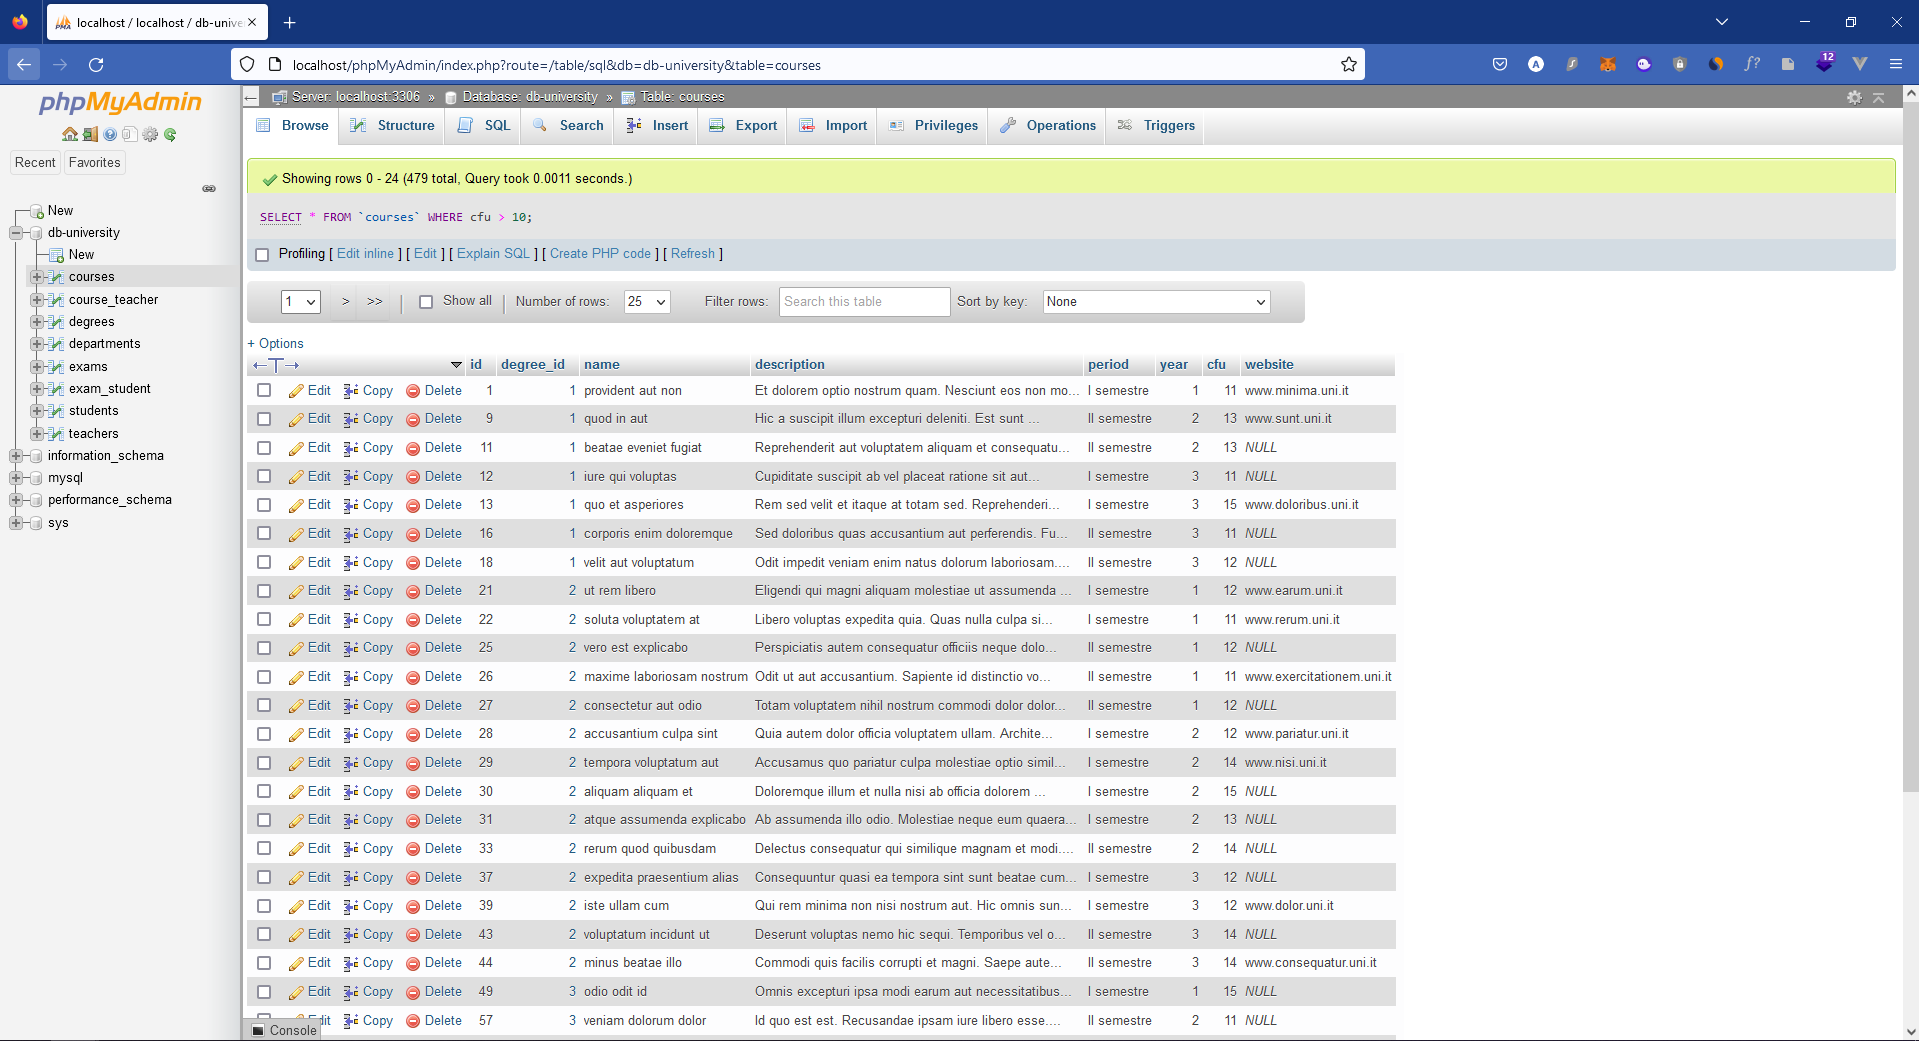 localhost / localhost / db-unive
localhost/phpMyAdmin/index.php?route=/table/sql&db=db-university&table=courses
12
phpMyAdmin
Recent Favorites
New
db-university
New
courses
course_teacher
degrees
departments
exams
exam_student
students
teachers
information_schema
mysql
performance_schema
sys
Server: localhost:3306 » Database: db-university » Table: courses
Browse Structure SQL Search Insert Export Import Privileges Operations Triggers
Showing rows 0 - 24 (479 total, Query took 0.0011 seconds.)
SELECT * FROM `courses` WHERE cfu > 10;
Profiling [ Edit inline ] [ Edit ] [ Explain SQL ] [ Create PHP code ] [ Refresh ]
1 > >> Show all Number of rows: 25 Filter rows: Search this table Sort by key: None
+ Options
id degree_id name description period year cfu website
Edit Copy Delete 1 1 provident aut non Et dolorem optio nostrum quam. Nesciunt eos non mo... I semestre 1 11 www.minima.uni.it
Edit Copy Delete 9 1 quod in aut Hic a suscipit illum excepturi deleniti. Est sunt ... II semestre 2 13 www.sunt.uni.it
Edit Copy Delete 11 1 beatae eveniet fugiat Reprehenderit aut voluptatem aliquam et consequatu... II semestre 2 13 NULL
Edit Copy Delete 12 1 iure qui voluptas Cupiditate suscipit ab vel placeat ratione sit aut... I semestre 3 11 NULL
Edit Copy Delete 13 1 quo et asperiores Rem sed velit et itaque at totam sed. Reprehenderi... I semestre 3 15 www.doloribus.uni.it
Edit Copy Delete 16 1 corporis enim doloremque Sed doloribus quas accusantium aut perferendis. Fu... II semestre 3 11 NULL
Edit Copy Delete 18 1 velit aut voluptatum Odit impedit veniam enim natus dolorum laboriosam.... II semestre 3 12 NULL
Edit Copy Delete 21 2 ut rem libero Eligendi qui magni aliquam molestiae ut assumenda ... I semestre 1 12 www.earum.uni.it
Edit Copy Delete 22 2 soluta voluptatem at Libero voluptas expedita quia. Quas nulla culpa si... I semestre 1 11 www.rerum.uni.it
Edit Copy Delete 25 2 vero est explicabo Perspiciatis autem consequatur officiis neque dolo... II semestre 1 12 NULL
Edit Copy Delete 26 2 maxime laboriosam nostrum Odit ut aut accusantium. Sapiente id distinctio vo... II semestre 1 11 www.exercitationem.uni.it
Edit Copy Delete 27 2 consectetur aut odio Totam voluptatem nihil nostrum commodi dolor dolor... II semestre 1 12 NULL
Edit Copy Delete 28 2 accusantium culpa sint Quia autem dolor officia voluptatem ullam. Archite... I semestre 2 12 www.pariatur.uni.it
Edit Copy Delete 29 2 tempora voluptatum aut Accusamus quo pariatur culpa molestiae optio simil... I semestre 2 14 www.nisi.uni.it
Edit Copy Delete 30 2 aliquam aliquam et Doloremque illum et nulla nisi ab officia dolorem ... I semestre 2 15 NULL
Edit Copy Delete 31 2 atque assumenda explicabo Ab assumenda illo odio. Molestiae neque eum quaera... I semestre 2 13 NULL
Edit Copy Delete 33 2 rerum quod quibusdam Delectus consequatur qui similique magnam et modi.... II semestre 2 14 NULL
Edit Copy Delete 37 2 expedita praesentium alias Consequuntur quasi ea tempora sint sunt beatae cum... I semestre 3 12 NULL
Edit Copy Delete 39 2 iste ullam cum Qui rem minima non nisi nostrum aut. Hic omnis sun... I semestre 3 12 www.dolor.uni.it
Edit Copy Delete 43 2 voluptatum incidunt ut Deserunt voluptas nemo hic sequi. Temporibus vel o... II semestre 3 14 NULL
Edit Copy Delete 44 2 minus beatae illo Commodi quis facilis corrupti et magni. Saepe aute... II semestre 3 14 www.consequatur.uni.it
Edit Copy Delete 49 3 odio odit id Omnis excepturi ipsa modi earum aut necessitatibus... I semestre 1 15 NULL
Copy Delete 57 3 veniam dolorum dolor Id quo est est. Recusandae ipsam iure libero esse.... II semestre 2 11 NULL
Console